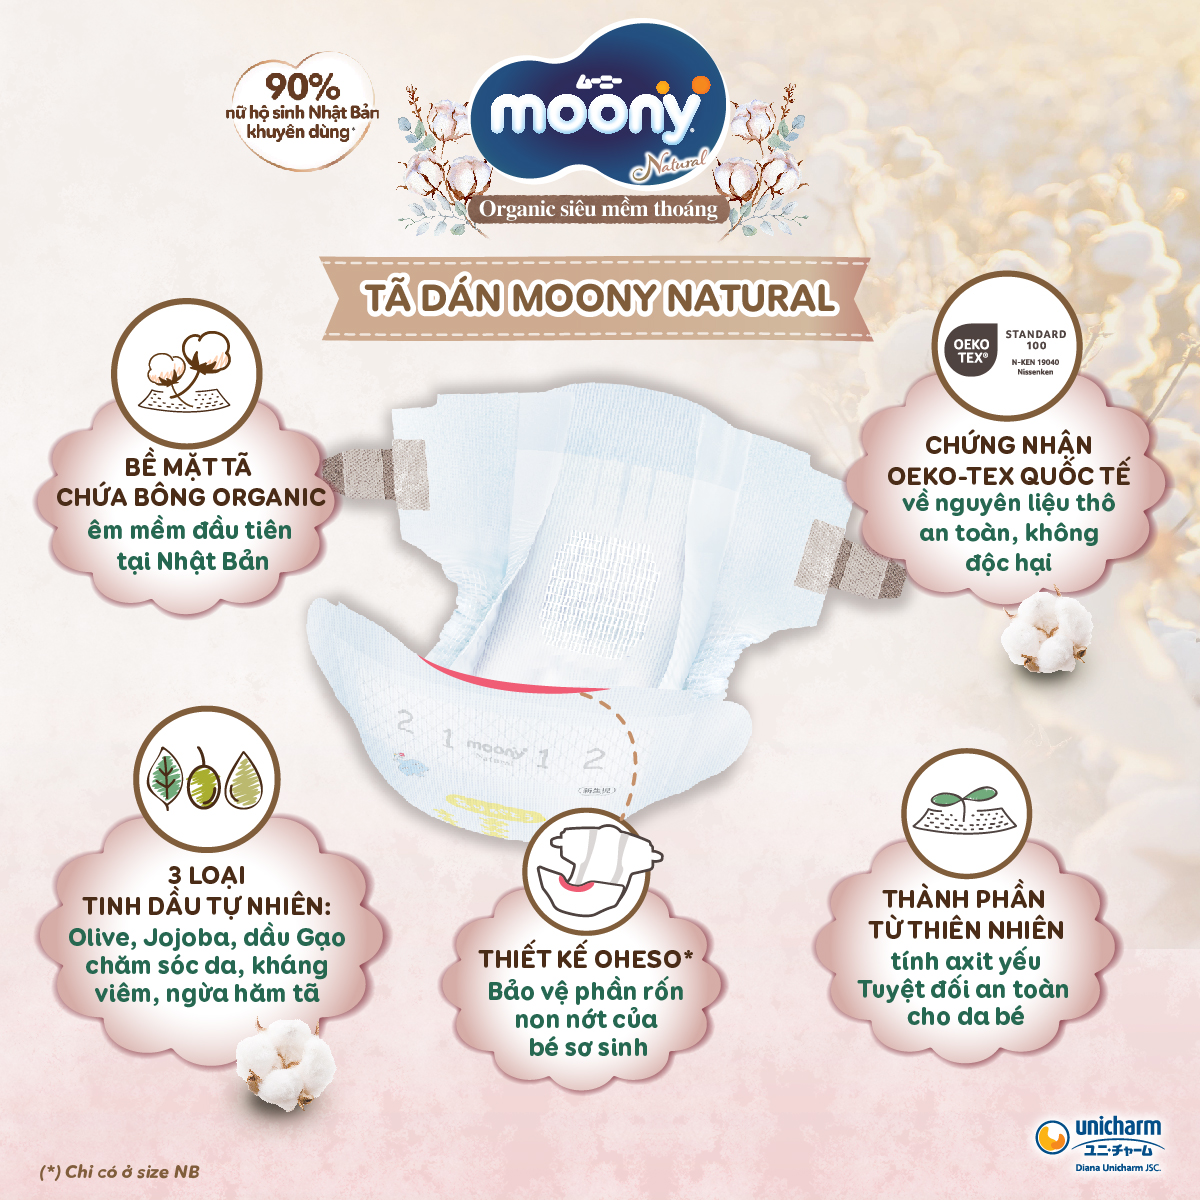 90%
nữ hộ sinh Nhật Bản
khuyên dùng*
ムーニー
moony
Natural
Organic siêu mềm thoáng
TÃ DÁN MOONY NATURAL
OEKO
TEX®
STANDARD
100
N-KEN 19040
Nissenken
BỀ MẶT TÃ
CHỨA BÔNG ORGANIC
êm mềm đầu tiên
tại Nhật Bản
CHỨNG NHẬN
OEKO-TEX QUỐC TẾ
về nguyên liệu thô
an toàn, không
độc hại
2 1 moony 1 2
新生児
3 LOẠI
TINH DẦU TỰ NHIÊN:
Olive, Jojoba, dầu Gạo
chăm sóc da, kháng
viêm, ngừa hăm tã
THIẾT KẾ OHESO*
Bảo vệ phần rốn
non nớt của
bé sơ sinh
THÀNH PHẦN
TỪ THIÊN NHIÊN
tính axit yếu
Tuyệt đối an toàn
cho da bé
(*) Chỉ có ở size NB
unicharm
ユニ・チャーム
Diana Unicharm JSC.